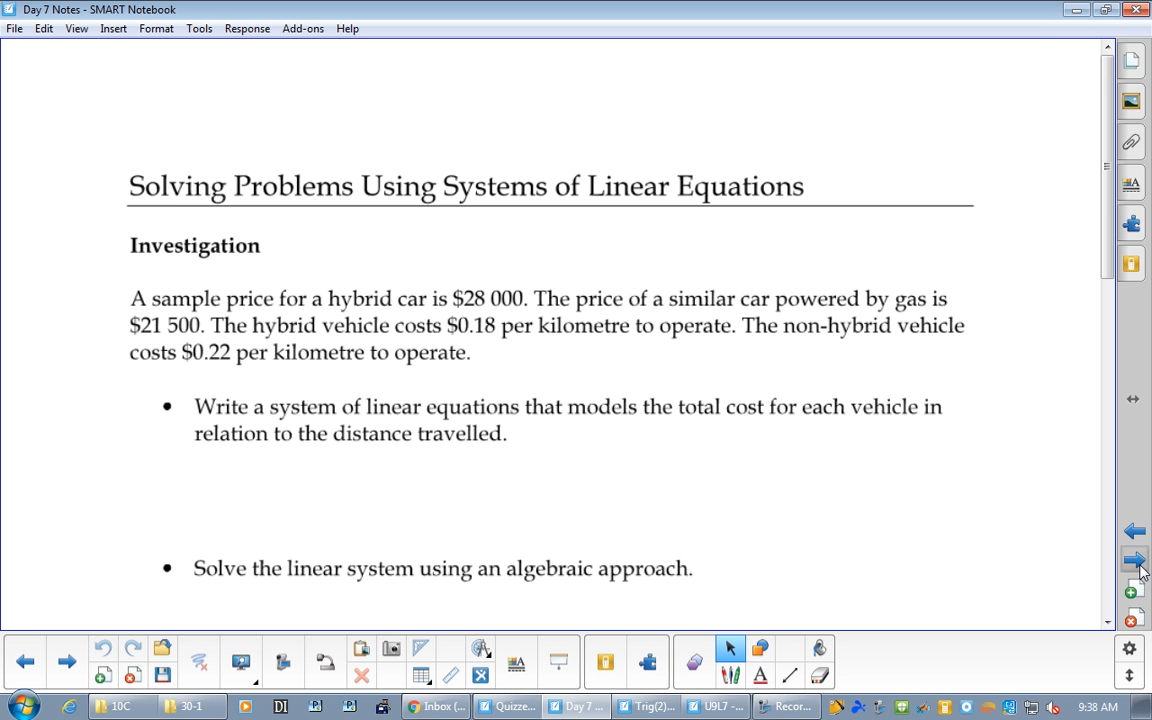 Day 7 Notes - SMART Notebook
File Edit View Insert Format Tools Response Add-ons Help
Solving Problems Using Systems of Linear Equations
Investigation
A sample price for a hybrid car is $28 000. The price of a similar car powered by gas is
$21 500. The hybrid vehicle costs $0.18 per kilometre to operate. The non-hybrid vehicle
costs $0.22 per kilometre to operate.
• Write a system of linear equations that models the total cost for each vehicle in
relation to the distance travelled.
• Solve the linear system using an algebraic approach.
10C 30-1 DI Inbox (... Quizze... Day 7 ... Trig(2)... U9L7 -... Recor... 9:38 AM